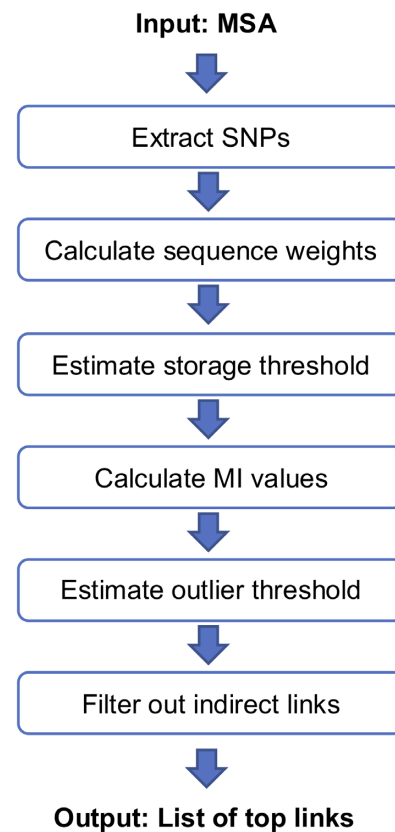 Input: MSA
Extract SNPs
Calculate sequence weights
Estimate storage threshold
Calculate MI values
Estimate outlier threshold
Filter out indirect links
Output: List of top links